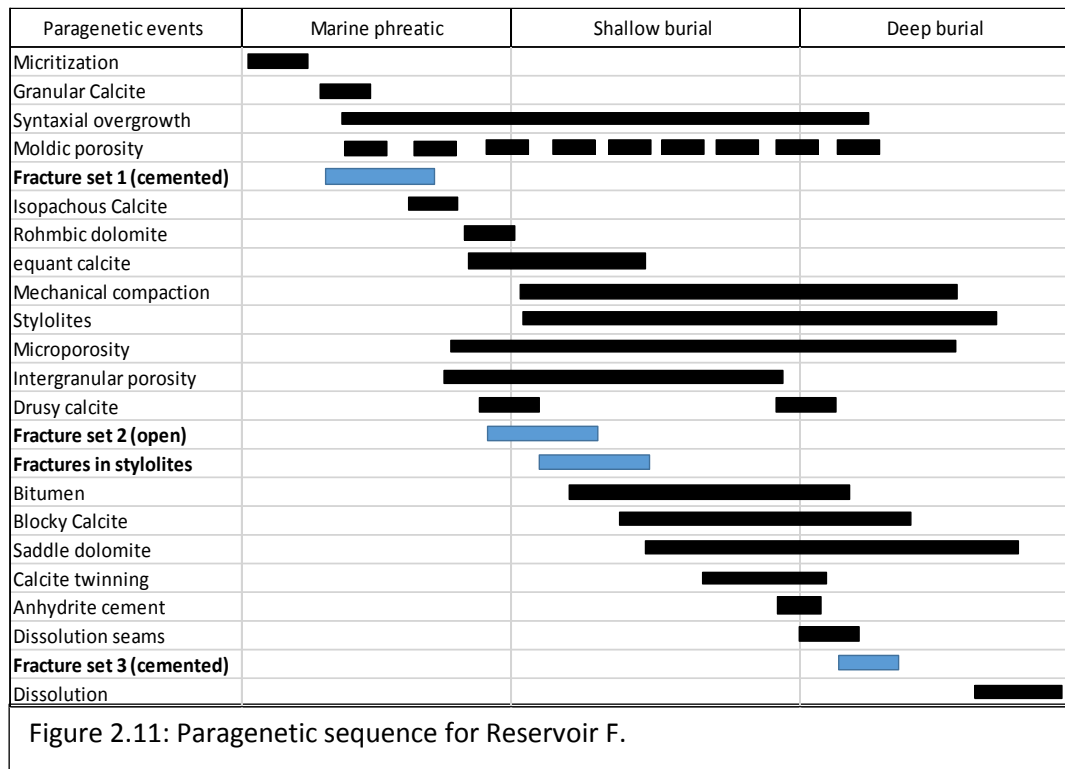 Paragenetic events Marine phreatic Shallow burial Deep burial
Micritization
Granular Calcite
Syntaxial overgrowth
Moldic porosity
Fracture set 1 (cemented)
Isopachous Calcite
Rohmbic dolomite
equant calcite
Mechanical compaction
Stylolites
Microporosity
Intergranular porosity
Drusy calcite
Fracture set 2 (open)
Fractures in stylolites
Bitumen
Blocky Calcite
Saddle dolomite
Calcite twinning
Anhydrite cement
Dissolution seams
Fracture set 3 (cemented)
Dissolution
Figure 2.11: Paragenetic sequence for Reservoir F.